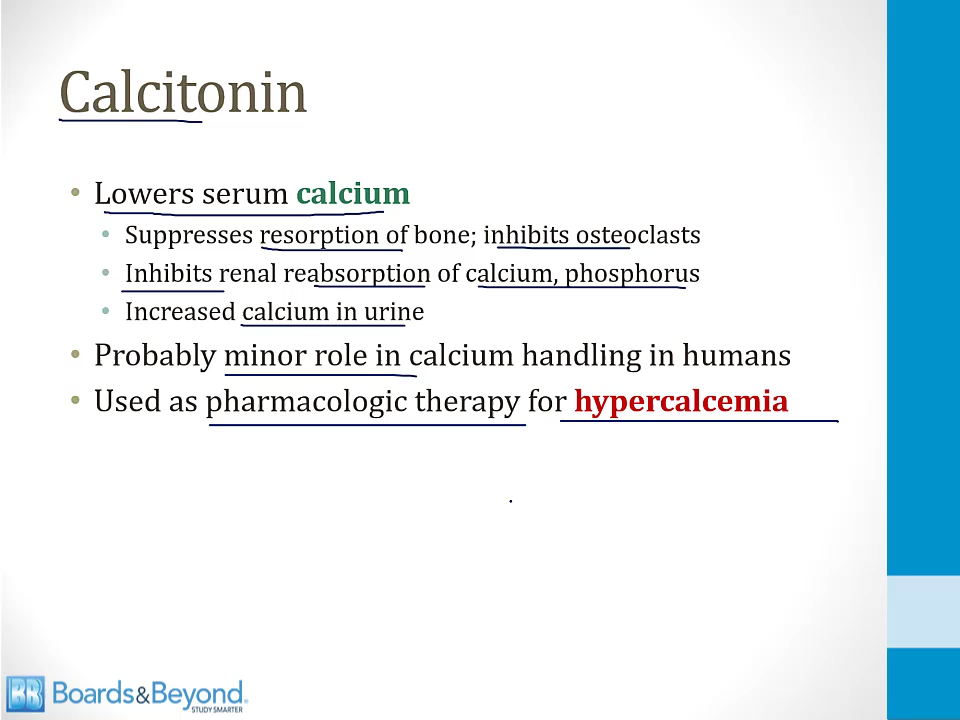 Calcitonin
• Lowers serum calcium
• Suppresses resorption of bone; inhibits osteoclasts
• Inhibits renal reabsorption of calcium, phosphorus
• Increased calcium in urine
• Probably minor role in calcium handling in humans
• Used as pharmacologic therapy for hypercalcemia
BB Boards&Beyond.
STUDY SMARTER